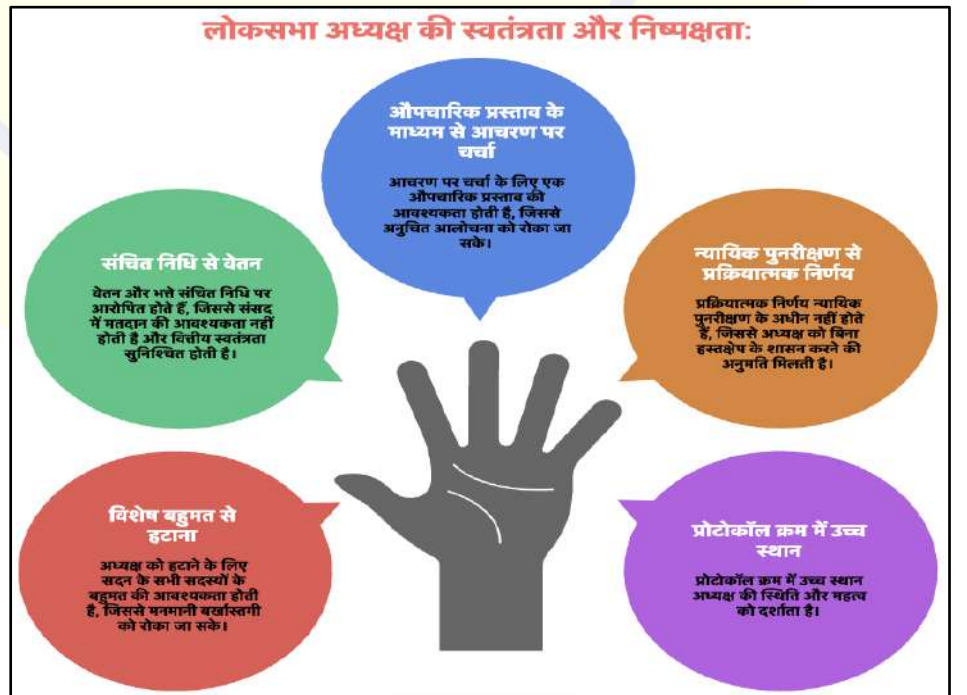 लोकसभा अध्यक्ष की स्वतंत्रता और निष्पक्षता:
औपचारिक प्रस्ताव के
माध्यम से आचरण पर
चर्चा
आचरण पर चर्चा के लिए एक
औपचारिक प्रस्ताव की
आवश्यकता होती है, जिससे
अनुचित आलोचना को रोका जा
सके।
संचित निधि से वेतन
वेतन और भत्ते संचित निधि पर
आरोपित होते हैं, जिससे संसद
में मतदान की आवश्यकता नहीं
होती है और वित्तीय स्वतंत्रता
सुनिश्चित होती है।
न्यायिक पुनरीक्षण से
प्रक्रियात्मक निर्णय
प्रक्रियात्मक निर्णय न्यायिक
पुनरीक्षण के अधीन नहीं होते
हैं, जिससे अध्यक्ष को बिना
हस्तक्षेप के शासन करने की
अनुमति मिलती है।
विशेष बहुमत से
हटाना
अध्यक्ष को हटाने के लिए
सदन के सभी सदस्यों के
बहुमत की आवश्यकता होती
है, जिससे मनमानी बर्खास्तगी
को रोका जा सके।
प्रोटोकॉल क्रम में उच्च
स्थान
प्रोटोकॉल क्रम में उच्च स्थान
अध्यक्ष की स्थिति और महत्व
को दर्शाता है।